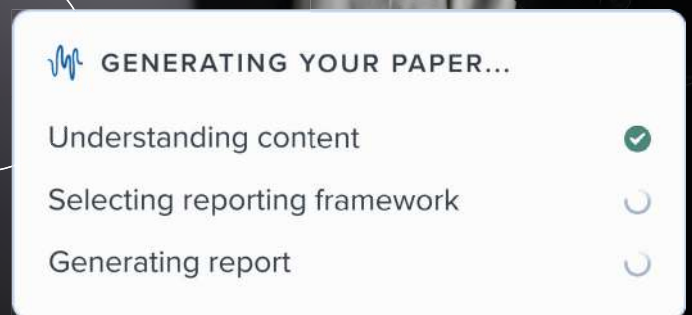 GENERATING YOUR PAPER...
Understanding content
Selecting reporting framework
Generating report